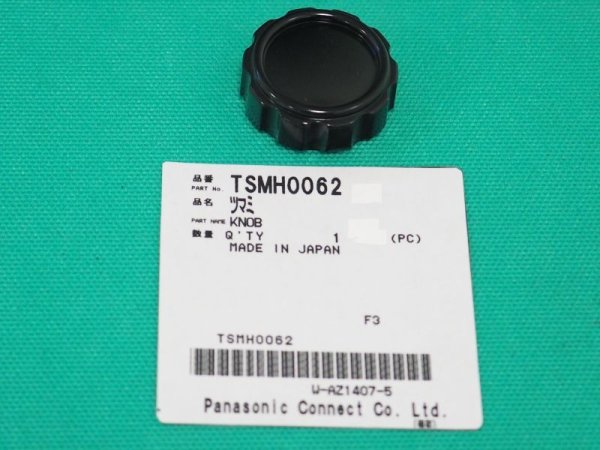 品番 PART No. TSMH0062
品名 ツマミ
PART NAME KNOB
数量 Q'TY 1 (PC)
MADE IN JAPAN
F3
TSMH0062
W-AZ1407-5
Panasonic Connect Co. Ltd.